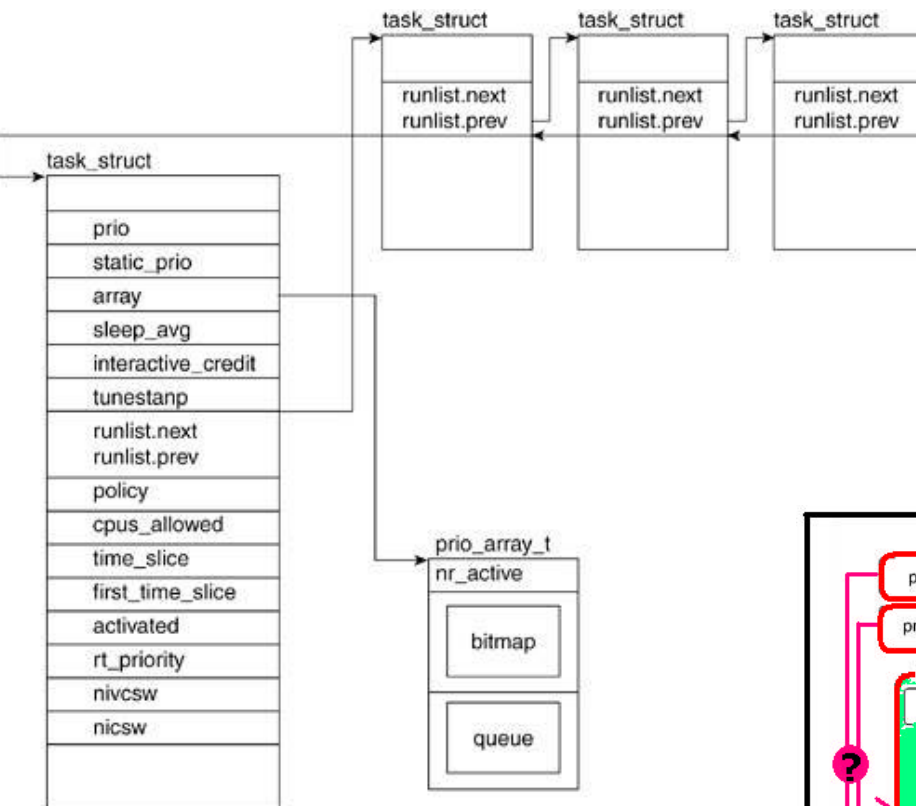 task_struct
task_struct
task_struct
runlist.next
runlist.prev
runlist.next
runlist.prev
runlist.next
runlist.prev
task_struct
prio
static_prio
array
sleep_avg
interactive_credit
tunestanp
runlist.next
runlist.prev
policy
cpus_allowed
time_slice
first_time_slice
activated
rt_priority
nivcsw
nicsw
prio_array_t
nr_active
bitmap
queue
?